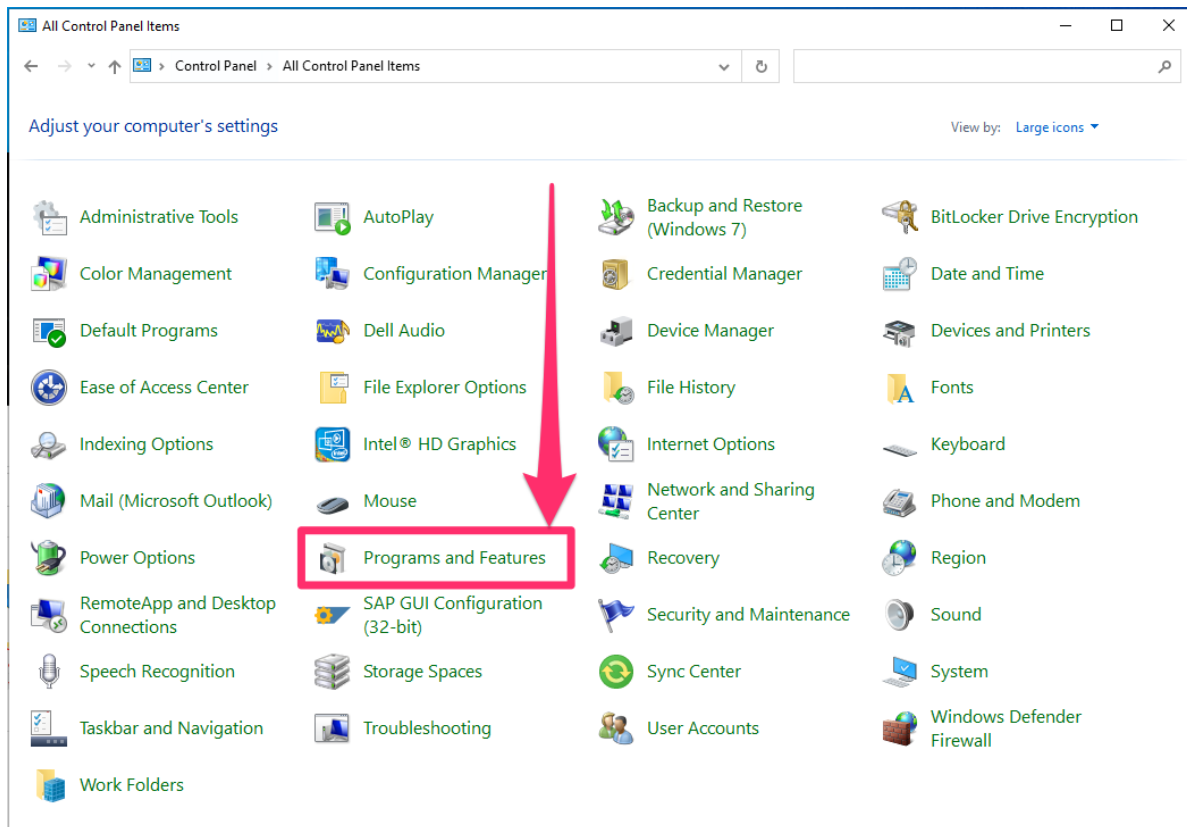 All Control Panel Items
Control Panel > All Control Panel Items
Adjust your computer's settings
View by: Large icons
Administrative Tools
AutoPlay
Backup and Restore
(Windows 7)
BitLocker Drive Encryption
Color Management
Configuration Manager
Credential Manager
Date and Time
Default Programs
Dell Audio
Device Manager
Devices and Printers
Ease of Access Center
File Explorer Options
File History
Fonts
Indexing Options
Intel® HD Graphics
Internet Options
Keyboard
Mail (Microsoft Outlook)
Mouse
Network and Sharing
Center
Phone and Modem
Power Options
Programs and Features
Recovery
Region
RemoteApp and Desktop
Connections
SAP GUI Configuration
(32-bit)
Security and Maintenance
Sound
Speech Recognition
Storage Spaces
Sync Center
System
Taskbar and Navigation
Troubleshooting
User Accounts
Windows Defender
Firewall
Work Folders